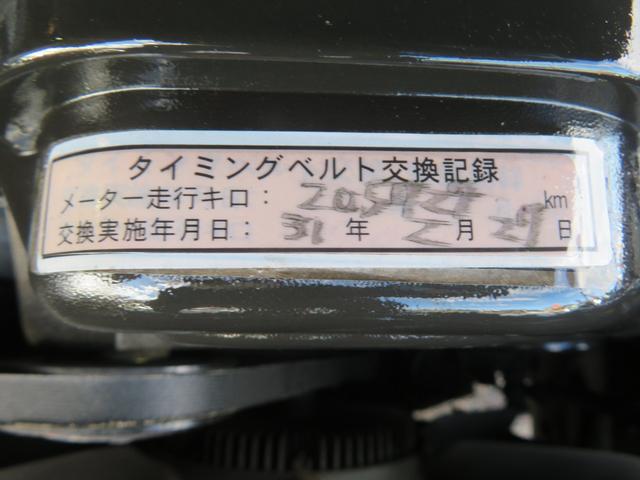 タイミングベルト交換記録
メーター走行キロ： km
交換実施年月日： 31 年 2 月 27 日